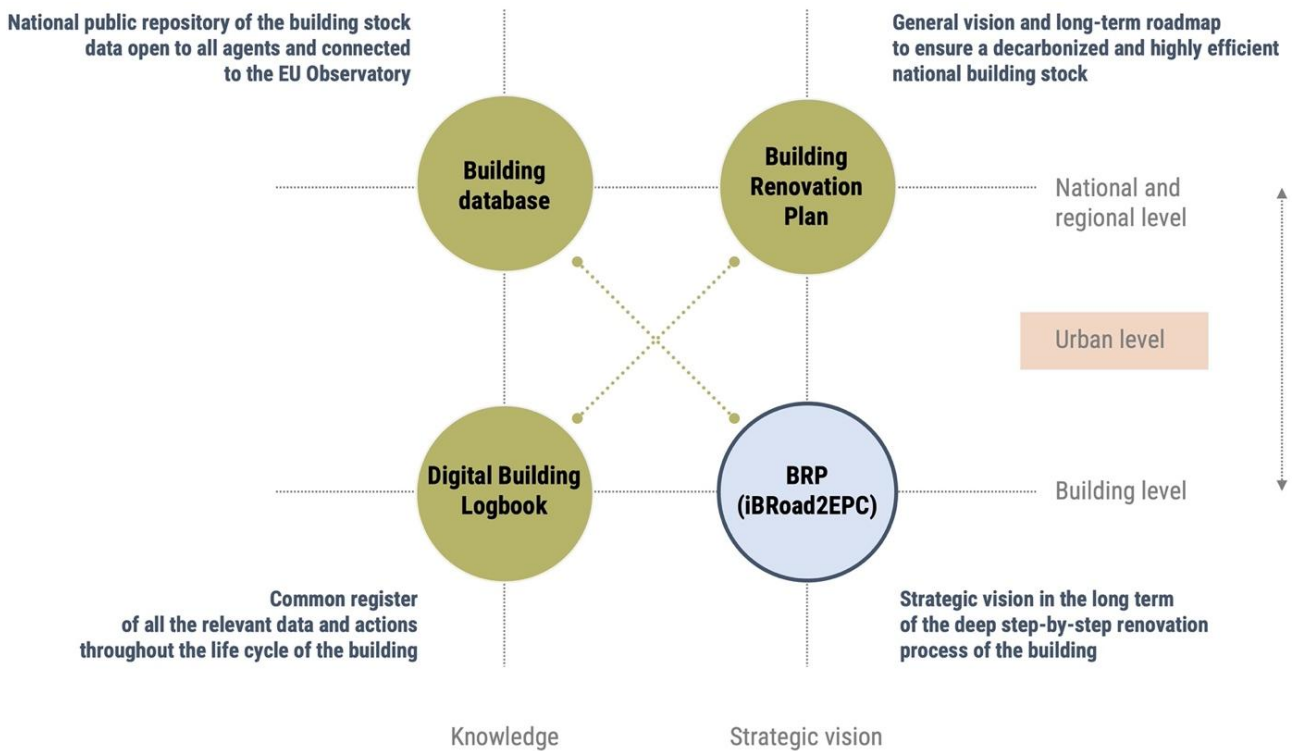 National public repository of the building stock
data open to all agents and connected
to the EU Observatory
General vision and long-term roadmap
to ensure a decarbonized and highly efficient
national building stock
Building
database
Building
Renovation
Plan
National and
regional level
Urban level
Digital Building
Logbook
BRP
(iBRoad2EPC)
Building level
Common register
of all the relevant data and actions
throughout the life cycle of the building
Strategic vision in the long term
of the deep step-by-step renovation
process of the building
Knowledge
Strategic vision